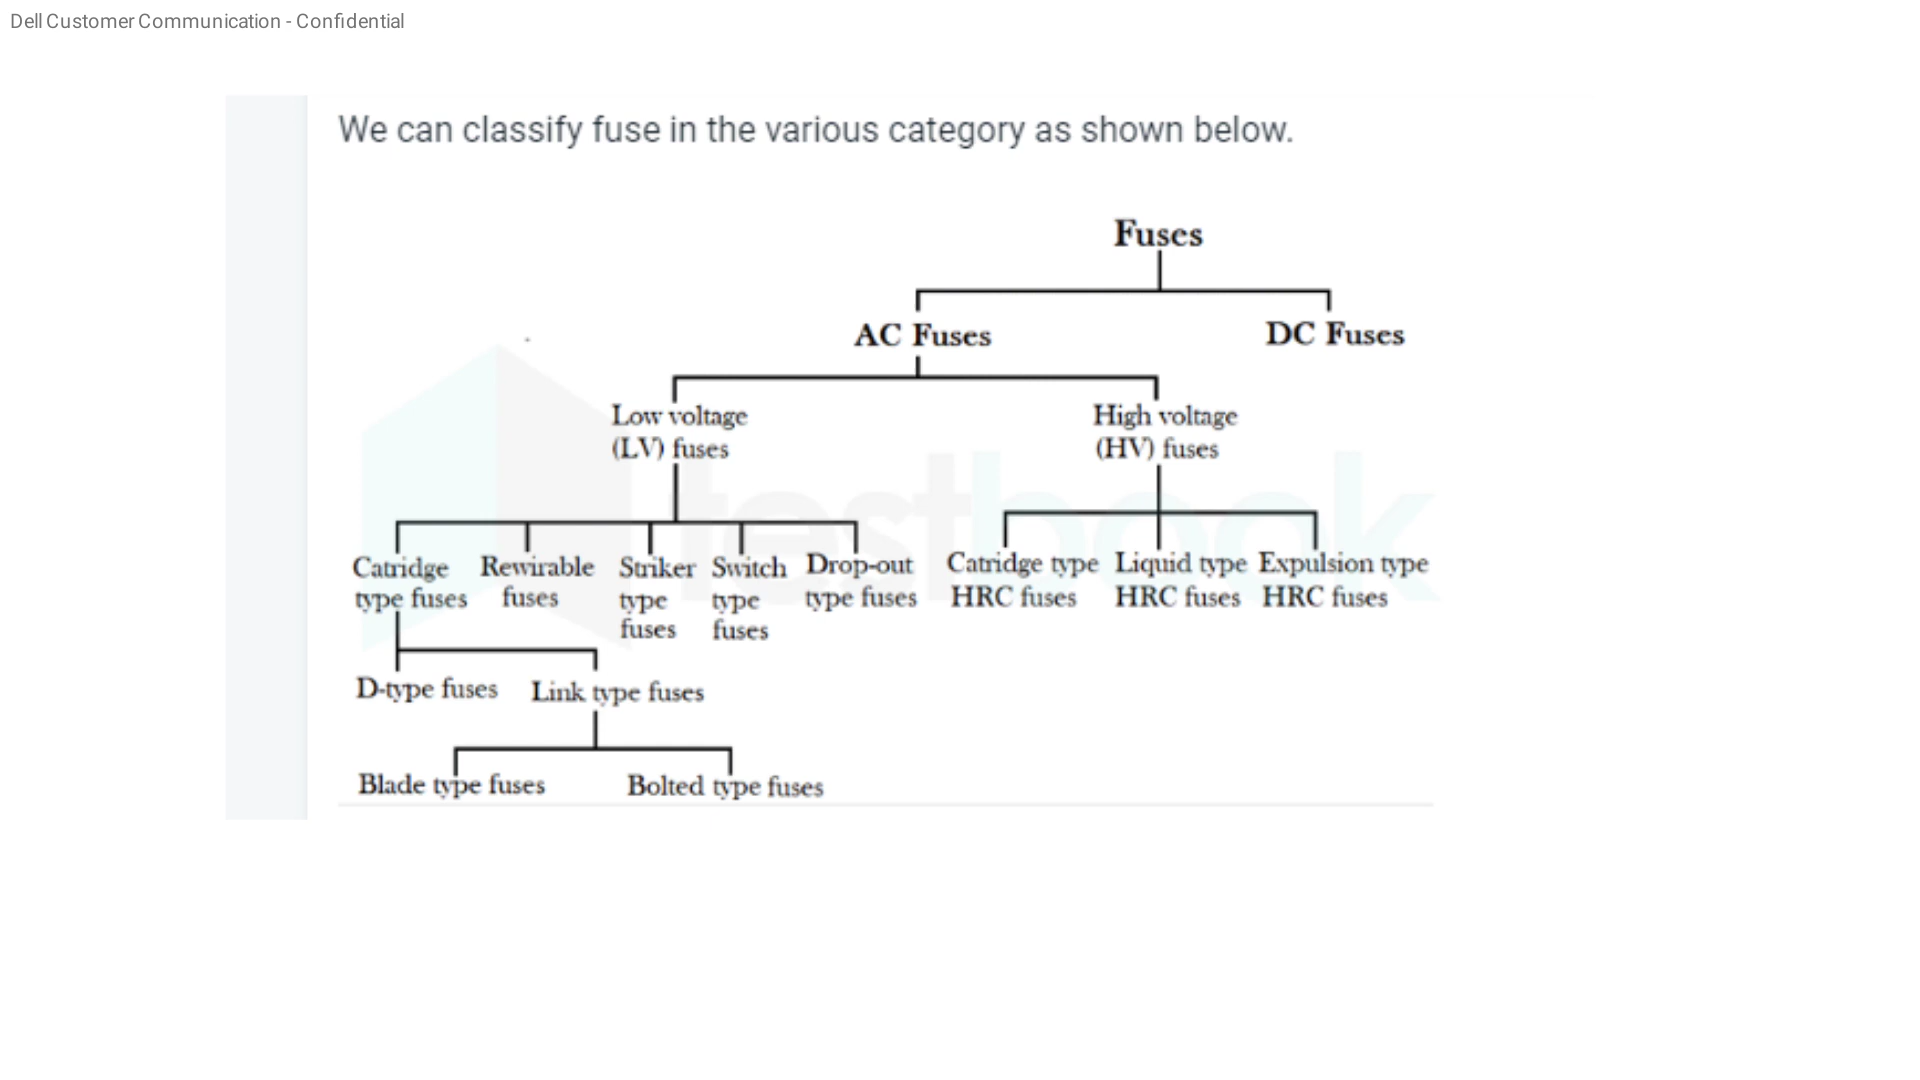 Dell Customer Communication - Confidential
We can classify fuse in the various category as shown below.
Fuses
AC Fuses
DC Fuses
Low voltage
(LV) fuses
High voltage
(HV) fuses
Catridge
type fuses
Rewirable
fuses
Striker
type
fuses
Switch
type
fuses
Drop-out
type fuses
Catridge type
HRC fuses
Liquid type
HRC fuses
Expulsion type
HRC fuses
D-type fuses
Link type fuses
Blade type fuses
Bolted type fuses
testbook